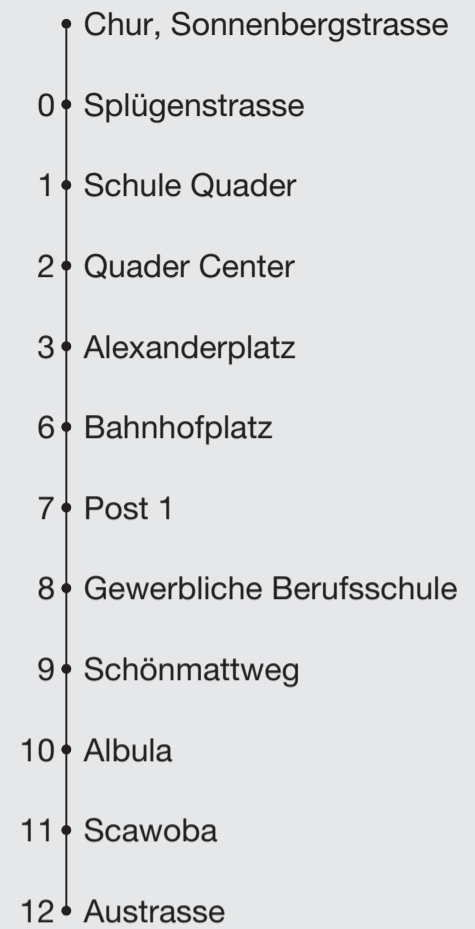 Chur, Sonnenbergstrasse
0 Splügenstrasse
1 Schule Quader
2 Quader Center
3 Alexanderplatz
6 Bahnhofplatz
7 Post 1
8 Gewerbliche Berufsschule
9 Schönmattweg
10 Albula
11 Scawoba
12 Austrasse